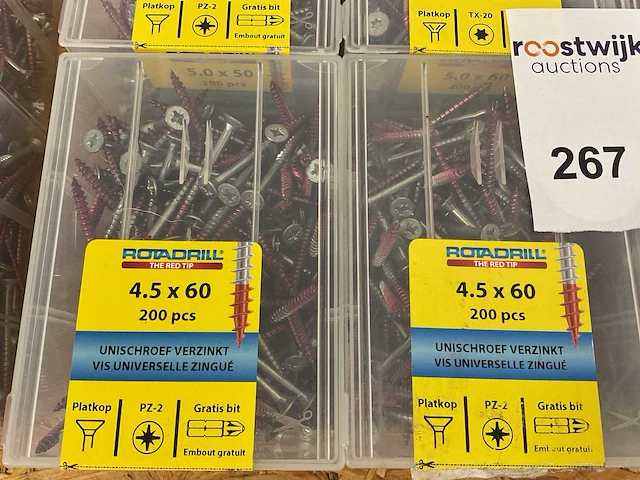 Platkop PZ-2 Gratis bit
Embout gratuit
Platkop TX-20
roostwijk
auctions
267
5.0 x 50
200 pcs
5.0 x 60
200 pcs
ROTADRILL
THE RED TIP
4.5 x 60
200 pcs
UNISCHROEF VERZINKT
VIS UNIVERSELLE ZINGUÉ
Platkop PZ-2 Gratis bit
Embout gratuit
ROTADRILL
THE RED TIP
4.5 x 60
200 pcs
UNISCHROEF VERZINKT
VIS UNIVERSELLE ZINGUÉ
Platkop PZ-2 Gratis bit
Embout gratuit